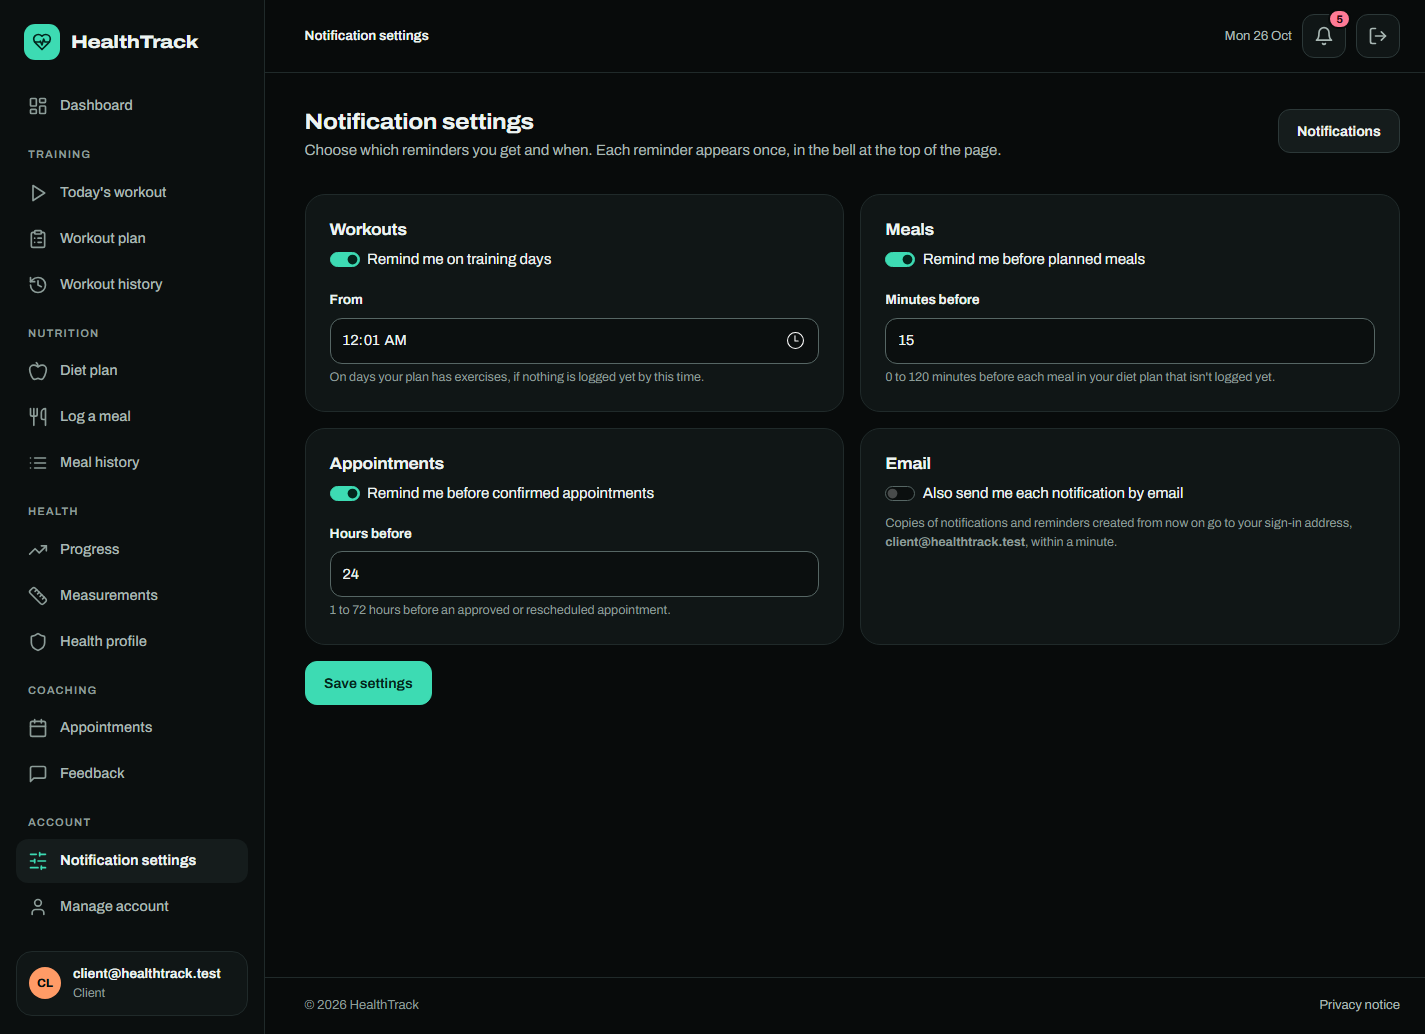 HealthTrack
Dashboard
TRAINING
Today's workout
Workout plan
Workout history
NUTRITION
Diet plan
Log a meal
Meal history
HEALTH
Progress
Measurements
Health profile
COACHING
Appointments
Feedback
ACCOUNT
Notification settings
Manage account
CL
client@healthtrack.test
Client
Notification settings
Mon 26 Oct
5
Notification settings
Choose which reminders you get and when. Each reminder appears once, in the bell at the top of the page.
Notifications
Workouts
Remind me on training days
From
12:01 AM
On days your plan has exercises, if nothing is logged yet by this time.
Meals
Remind me before planned meals
Minutes before
15
0 to 120 minutes before each meal in your diet plan that isn't logged yet.
Appointments
Remind me before confirmed appointments
Hours before
24
1 to 72 hours before an approved or rescheduled appointment.
Email
Also send me each notification by email
Copies of notifications and reminders created from now on go to your sign-in address,
client@healthtrack.test, within a minute.
Save settings
© 2026 HealthTrack
Privacy notice